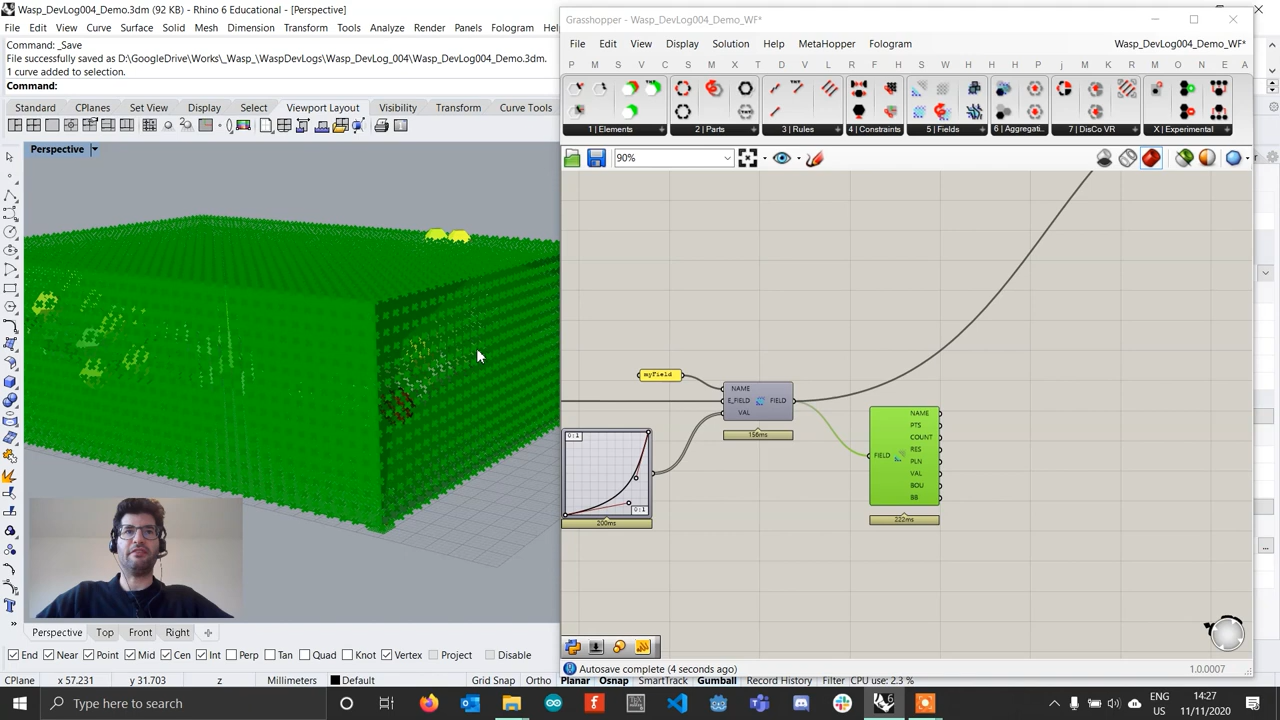 Wasp_DevLog004_Demo.3dm (92 KB) - Rhino 6 Educational - [Perspective]
File Edit View Curve Surface Solid Mesh Dimension Transform Tools Analyze Render Panels Fologram Hel
Command: _Save
File successfully saved as D:\GoogleDrive\Works\_Wasp_\WaspDevLogs\Wasp_DevLog_004\Wasp_DevLog004_Demo.3dm.
1 curve added to selection.
Command:
Standard CPlanes Set View Display Select Viewport Layout Visibility Transform Curve Tools
Perspective
Perspective Top Front Right
End Near Point Mid Cen Int Perp Tan Quad Knot Vertex Project Disable
CPlane x 57.231 y 31.703 z Millimeters Default Grid Snap Ortho Planar Osnap SmartTrack Gumball Record History Filter CPU use: 2.3 %
Grasshopper - Wasp_DevLog004_Demo_WF*
File Edit View Display Solution Help MetaHopper Fologram Wasp_DevLog004_Demo_WF*
P M S V C P L S M X T D V L R F S W H I H P j C V R M U N E A
1 | Elements 2 | Parts 3 | Rules 4 | Constraints 5 | Fields 6 | Aggregati... 7 | DisCo VR X | Experimental
90%
myField
NAME
E_FIELD FIELD
VAL
156ms
0:1
0:1
200ms
NAME
PTS
COUNT
RES
FIELD
PLN
VAL
BOU
BB
222ms
Autosave complete (4 seconds ago)
1.0.0007
Type here to search
ENG
US
14:27
11/11/2020